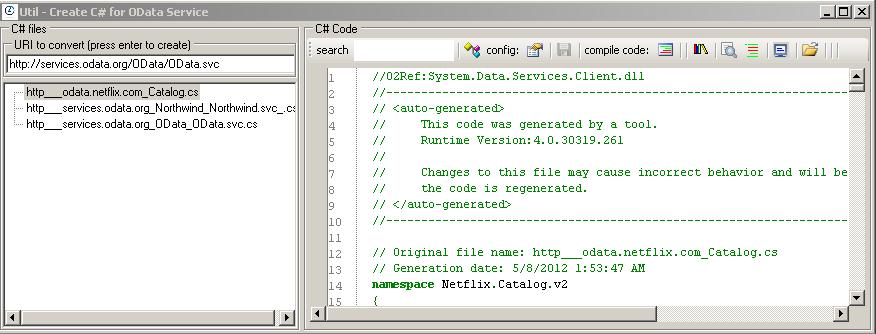 Util - Create C# for OData Service
C# files
URI to convert (press enter to create)
http://services.odata.org/OData/OData.svc
http___odata.netflix.com_Catalog.cs
http___services.odata.org_Northwind_Northwind.svc_.cs
http___services.odata.org_OData_OData.svc.cs
C# Code
search
config:
compile code:
1 //O2Ref:System.Data.Services.Client.dll
2 //------------------------------------------------------------------------------
3 // <auto-generated>
4 //     This code was generated by a tool.
5 //     Runtime Version:4.0.30319.261
6 //
7 //     Changes to this file may cause incorrect behavior and will be
8 //     the code is regenerated.
9 // </auto-generated>
10 //------------------------------------------------------------------------------
11
12 // Original file name: http___odata.netflix.com_Catalog.cs
13 // Generation date: 5/8/2012 1:53:47 AM
14 namespace Netflix.Catalog.v2
15 {